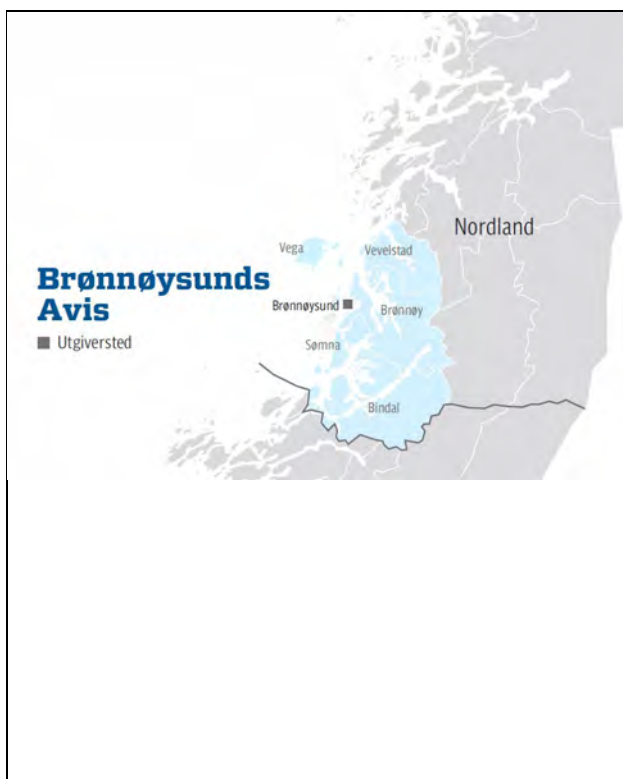 Nordland
Vega
Vevelstad
Brønnøysunds
Avis
Brønnøysund
Brønnøy
Utgiversted
Sømna
Bindal